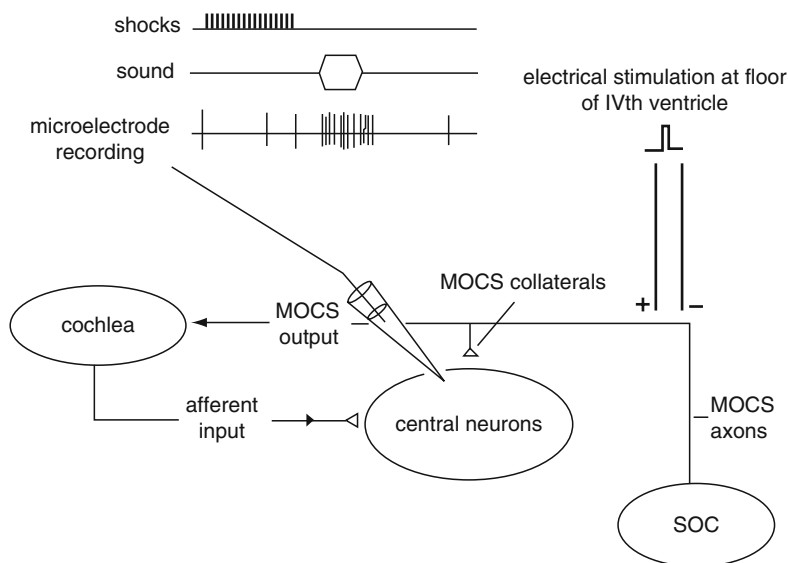 shocks
sound
microelectrode
recording
electrical stimulation at floor
of IVth ventricle
+
–
MOCS collaterals
cochlea
MOCS
output
afferent
input
central neurons
MOCS
axons
SOC